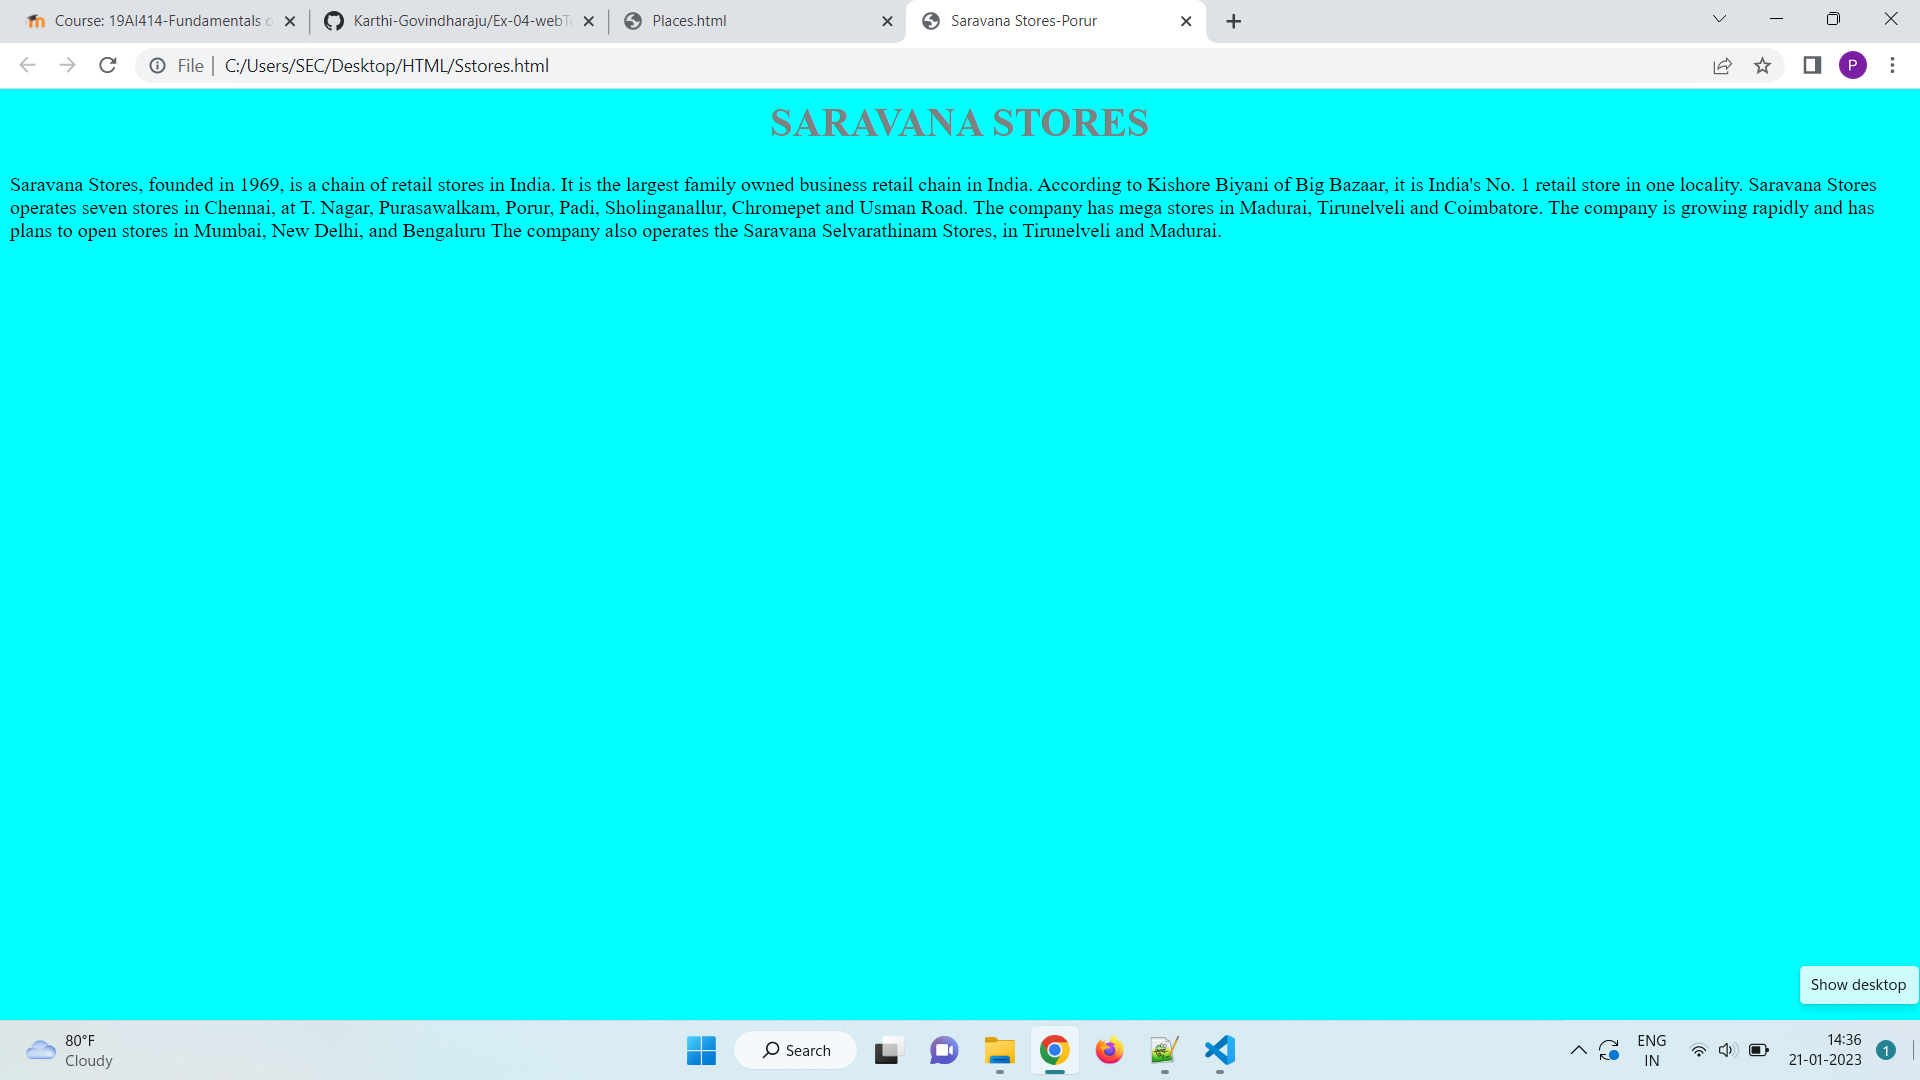 Course: 19AI414-Fundamentals o
Karthi-Govindharaju/Ex-04-webT
Places.html
Saravana Stores-Porur
File
C:/Users/SEC/Desktop/HTML/Sstores.html
P
SARAVANA STORES
Saravana Stores, founded in 1969, is a chain of retail stores in India. It is the largest family owned business retail chain in India. According to Kishore Biyani of Big Bazaar, it is India's No. 1 retail store in one locality. Saravana Stores
operates seven stores in Chennai, at T. Nagar, Purasawalkam, Porur, Padi, Sholinganallur, Chromepet and Usman Road. The company has mega stores in Madurai, Tirunelveli and Coimbatore. The company is growing rapidly and has
plans to open stores in Mumbai, New Delhi, and Bengaluru The company also operates the Saravana Selvarathinam Stores, in Tirunelveli and Madurai.
Show desktop
80°F
Cloudy
Search
ENG
IN
14:36
21-01-2023
1